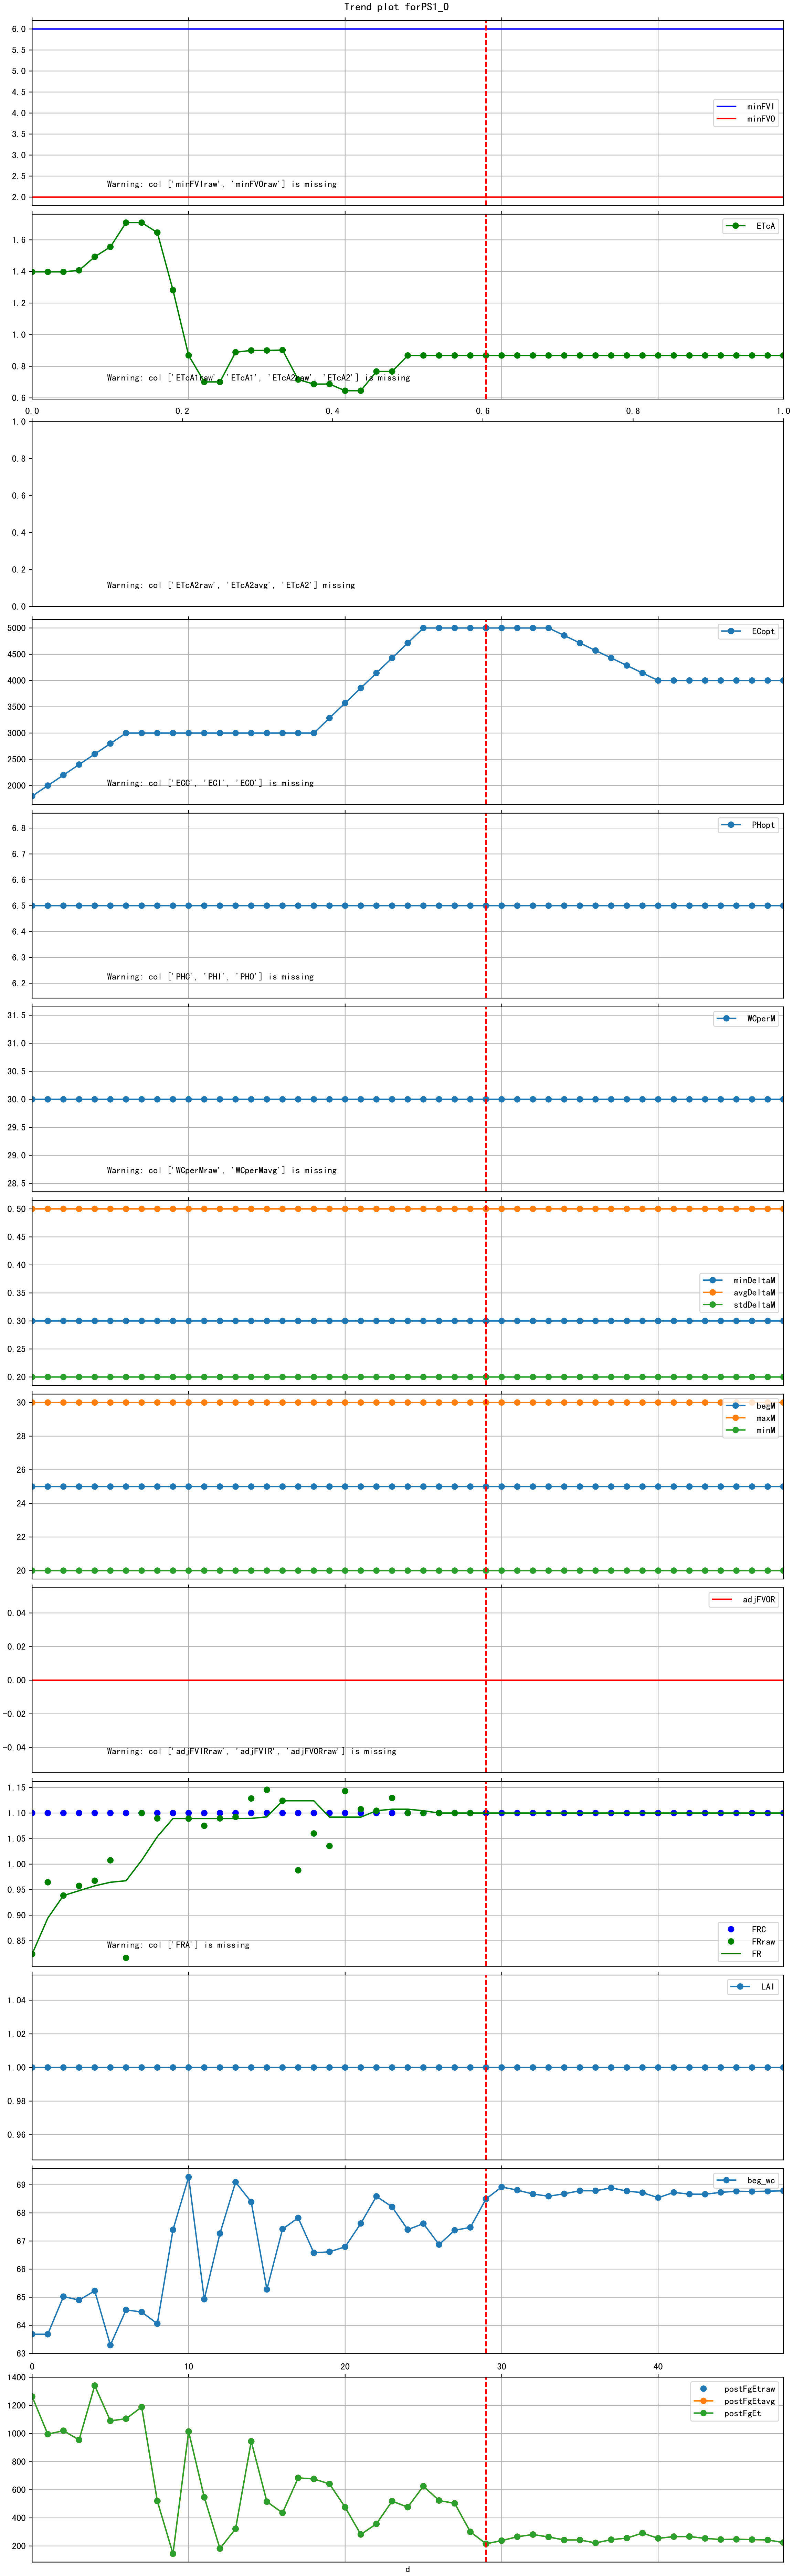 Trend plot forPS1_0
6.0
5.5
5.0
4.5
4.0
3.5
3.0
2.5
2.0
minFVI
minFVO
Warning: col ['minFVIraw', 'minFVOraw'] is missing
1.6
1.4
1.2
1.0
0.8
0.6
ETcA
Warning: col ['ETcA1raw', 'ETcA1', 'ETcA2raw', 'ETcA2'] is missing
0.0 0.2 0.4 0.6 0.8 1.0
1.0
0.8
0.6
0.4
0.2
0.0
Warning: col ['ETcA2raw', 'ETcA2avg', 'ETcA2'] missing
5000
4500
4000
3500
3000
2500
2000
ECopt
Warning: col ['ECC', 'ECI', 'ECO'] is missing
6.8
6.7
6.6
6.5
6.4
6.3
6.2
PHopt
Warning: col ['PHC', 'PHI', 'PHO'] is missing
31.5
31.0
30.5
30.0
29.5
29.0
28.5
WCperM
Warning: col ['WCperMraw', 'WCperMavg'] is missing
0.50
0.45
0.40
0.35
0.30
0.25
0.20
minDeltaM
avgDeltaM
stdDeltaM
30
28
26
24
22
20
begM
maxM
minM
0.04
0.02
0.00
-0.02
-0.04
adjFVOR
Warning: col ['adjFVIRraw', 'adjFVIR', 'adjFVORraw'] is missing
1.15
1.10
1.05
1.00
0.95
0.90
0.85
FRC
FRraw
FR
Warning: col ['FRA'] is missing
1.04
1.02
1.00
0.98
0.96
LAI
69
68
67
66
65
64
63
beg_wc
0 10 20 30 40
1400
1200
1000
800
600
400
200
postFgEtraw
postFgEtavg
postFgEt
d